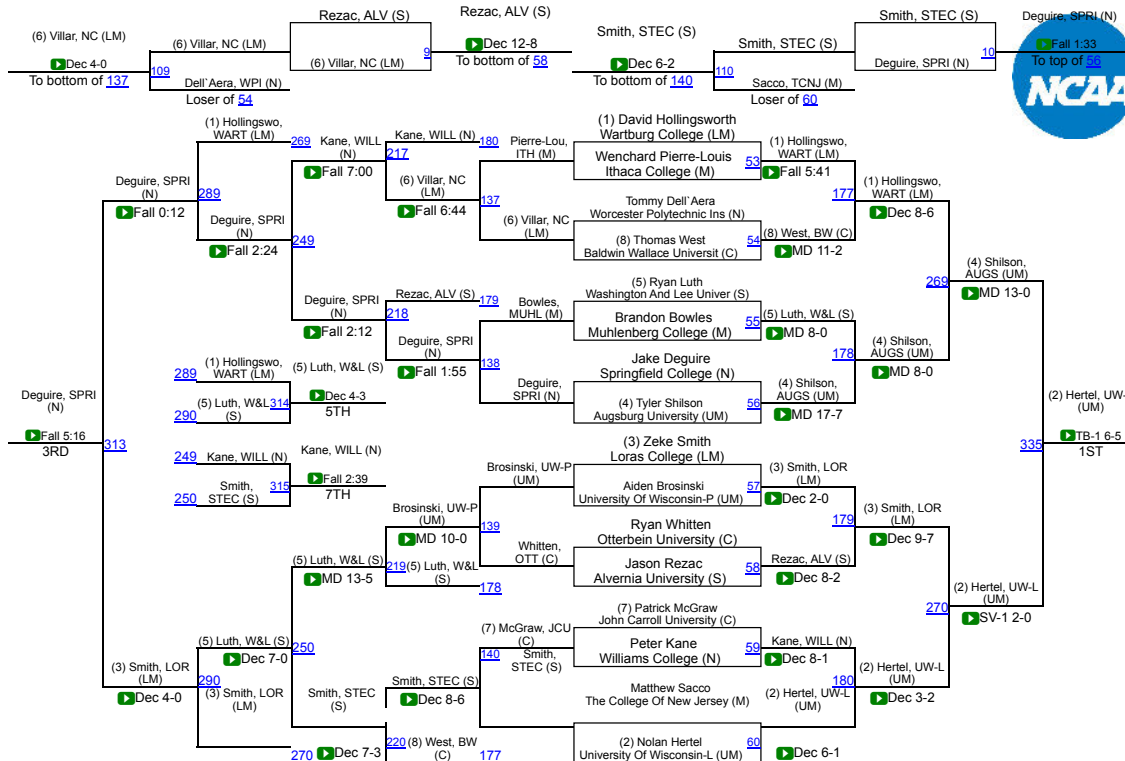 Rezac, ALV (S)
Rezac, ALV (S)
Smith, STEC (S)
Deguire, SPRI (N)
(6) Villar, NC (LM)
(6) Villar, NC (LM)
9
Dec 12-8
Smith, STEC (S)
Smith, STEC (S)
10
Fall 1:33
Dec 4-0
(6) Villar, NC (LM)
To bottom of 58
Dec 6-2
Deguire, SPRI (N)
To top of 56
To bottom of 137
109
Dell`Aera, WPI (N)
To bottom of 140
110
Sacco, TCNJ (M)
Loser of 54
Loser of 60
NCAA
(1) Hollingswo,
WART (LM)
269
Kane, WILL
(N)
217
Kane, WILL (N)
180
Pierre-Lou,
ITH (M)
(1) David Hollingsworth
Wartburg College (LM)
Wenchard Pierre-Louis
Ithaca College (M)
53
(1) Hollingswo,
WART (LM)
Fall 5:41
Fall 7:00
(6) Villar, NC
(LM)
Fall 6:44
137
177
(1) Hollingswo,
WART (LM)
Dec 8-6
Deguire, SPRI
(N)
289
Fall 0:12
Deguire, SPRI
(N)
Fall 2:24
249
(6) Villar, NC
(LM)
Tommy Dell`Aera
Worcester Polytechnic Ins (N)
(8) Thomas West
Baldwin Wallace Universit (C)
54
(8) West, BW (C)
MD 11-2
269
(4) Shilson,
AUGS (UM)
MD 13-0
Deguire, SPRI
(N)
218
Fall 2:12
Rezac, ALV (S)
179
Bowles,
MUHL (M)
(5) Ryan Luth
Washington And Lee Univer (S)
Brandon Bowles
Muhlenberg College (M)
55
(5) Luth, W&L (S)
MD 8-0
Deguire, SPRI
(N)
Fall 1:55
138
178
(4) Shilson,
AUGS (UM)
MD 8-0
Deguire,
SPRI (N)
Jake Deguire
Springfield College (N)
(4) Tyler Shilson
Augsburg University (UM)
56
(4) Shilson,
AUGS (UM)
MD 17-7
289
(1) Hollingswo,
WART (LM)
(5) Luth, W&L (S)
290
(5) Luth, W&L
(S)
314
Dec 4-3
5TH
Deguire, SPRI
(N)
Fall 5:16
3RD
313
249
Kane, WILL (N)
Kane, WILL (N)
250
Smith,
STEC (S)
315
Fall 2:39
7TH
335
(2) Hertel, UW-
(UM)
TB-1 6-5
1ST
Brosinski, UW-P
(UM)
(3) Zeke Smith
Loras College (LM)
Aiden Brosinski
University Of Wisconsin-P (UM)
57
(3) Smith, LOR
(LM)
Dec 2-0
Brosinski, UW-P
(UM)
MD 10-0
139
179
(3) Smith, LOR
(LM)
Dec 9-7
Whitten,
OTT (C)
Ryan Whitten
Otterbein University (C)
Jason Rezac
Alvernia University (S)
58
Rezac, ALV (S)
Dec 8-2
(5) Luth, W&L (S)
MD 13-5
219
(5) Luth, W&L
(S)
178
270
(2) Hertel, UW-L
(UM)
SV-1 2-0
(5) Luth, W&L (S)
Dec 7-0
250
(7) McGraw, JCU
(C)
140
Smith,
STEC (S)
(7) Patrick McGraw
John Carroll University (C)
Peter Kane
Williams College (N)
59
Kane, WILL (N)
Dec 8-1
180
(2) Hertel, UW-L
(UM)
Dec 3-2
(3) Smith, LOR
(LM)
Dec 4-0
290
(3) Smith, LOR
(LM)
270
Smith, STEC
(S)
Dec 7-3
Smith, STEC (S)
Dec 8-6
220
(8) West, BW
(C)
177
Matthew Sacco
The College Of New Jersey (M)
(2) Nolan Hertel
University Of Wisconsin-L (UM)
60
(2) Hertel, UW-L
(UM)
Dec 6-1